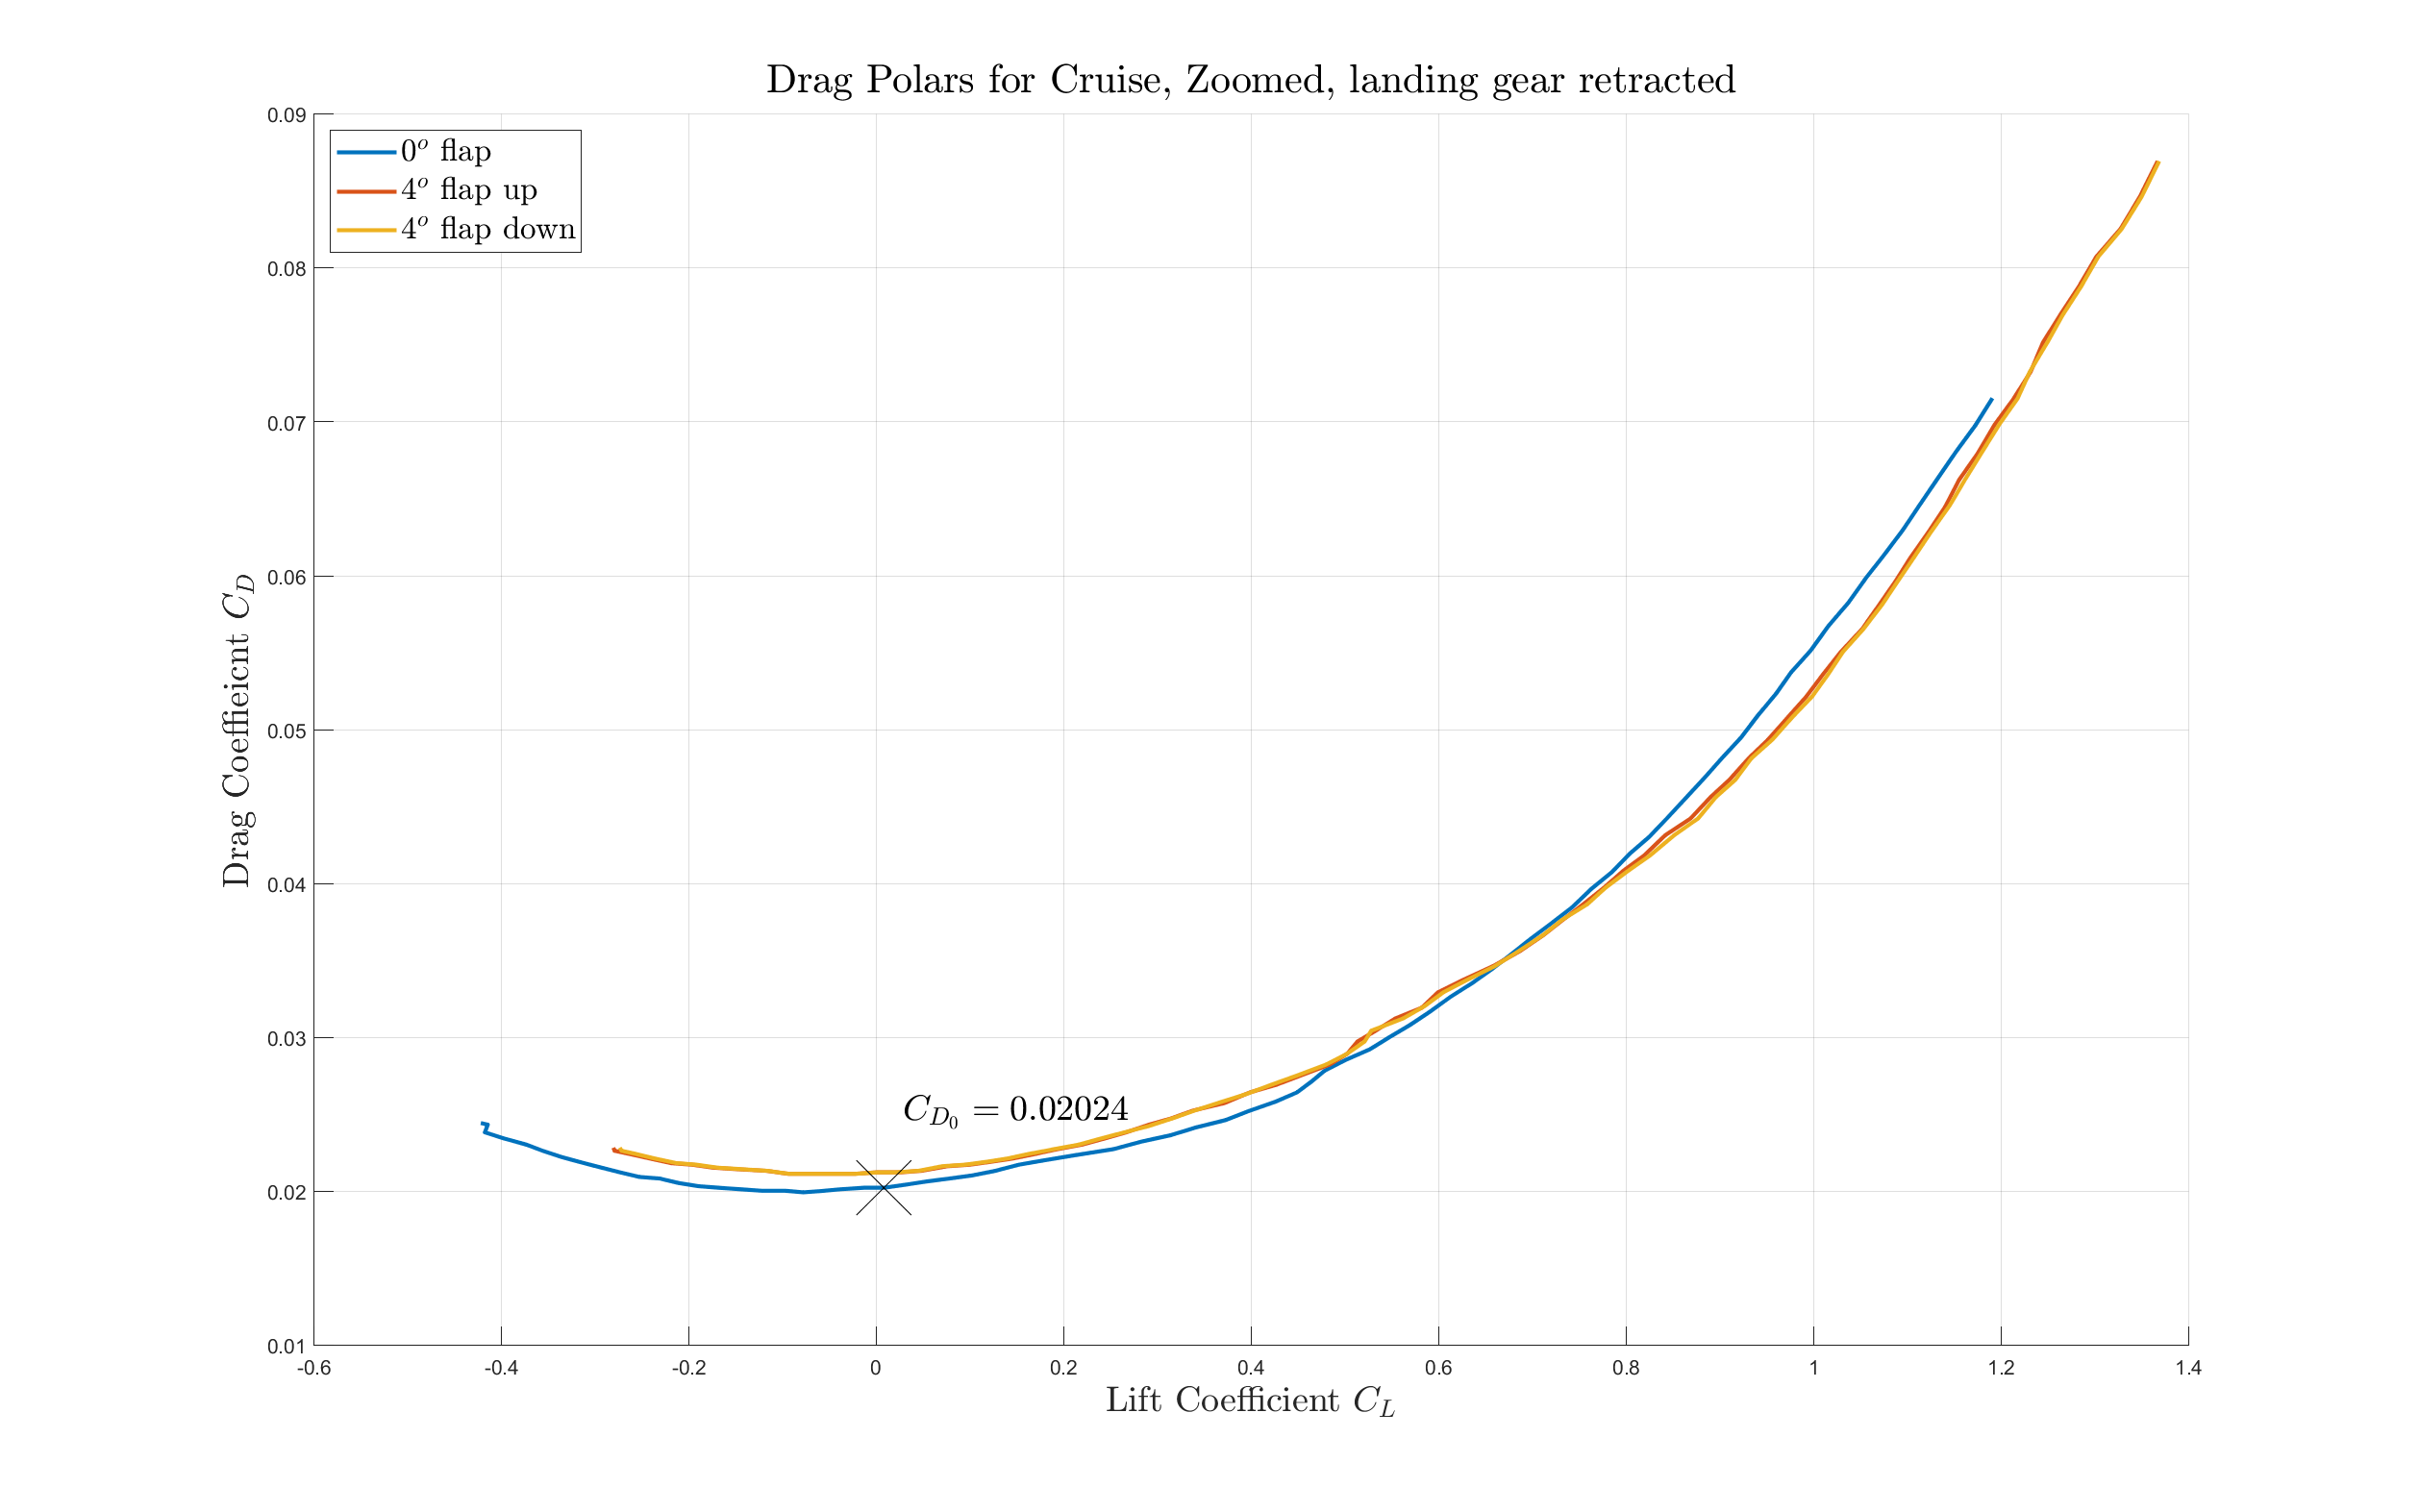 Drag Polars for Cruise, Zoomed, landing gear retracted
0° flap
4° flap up
4° flap down
0.09
0.08
0.07
0.06
0.05
0.04
0.03
0.02
0.01
Drag Coeffieicnt C_D
C_{D_0} = 0.02024
-0.6 -0.4 -0.2 0 0.2 0.4 0.6 0.8 1 1.2 1.4
Lift Coefficient C_L